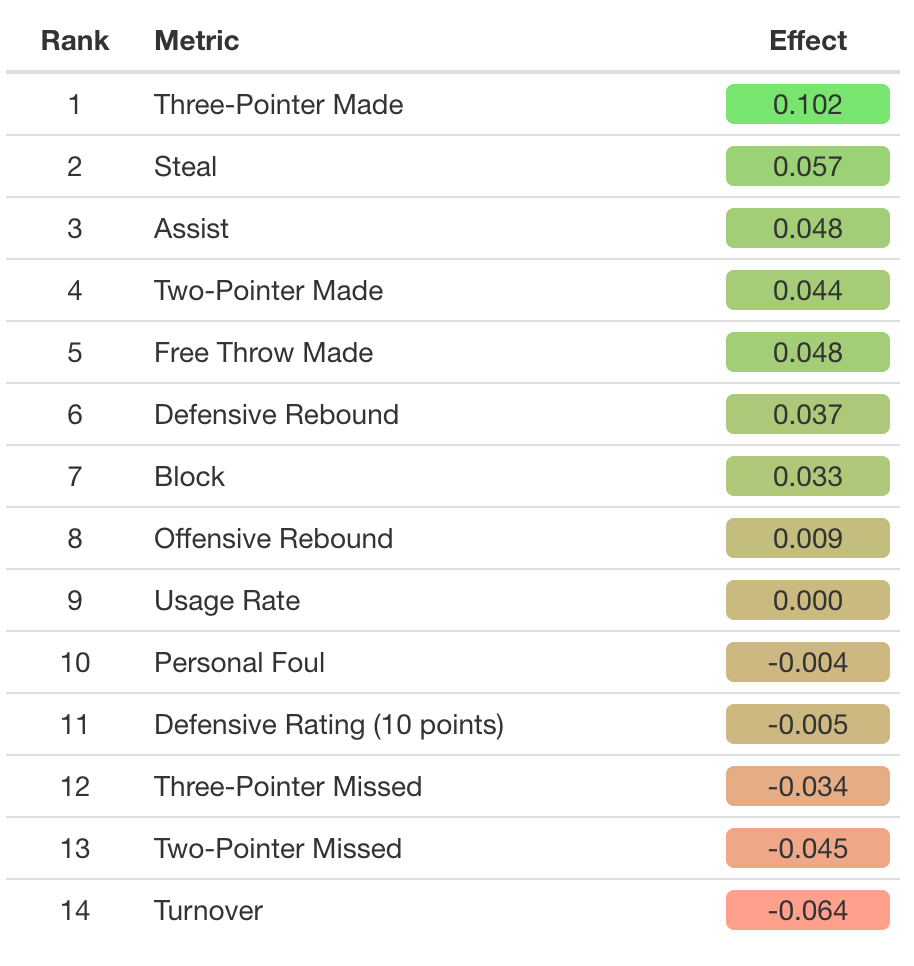 Rank Metric Effect
1 Three-Pointer Made 0.102
2 Steal 0.057
3 Assist 0.048
4 Two-Pointer Made 0.044
5 Free Throw Made 0.048
6 Defensive Rebound 0.037
7 Block 0.033
8 Offensive Rebound 0.009
9 Usage Rate 0.000
10 Personal Foul -0.004
11 Defensive Rating (10 points) -0.005
12 Three-Pointer Missed -0.034
13 Two-Pointer Missed -0.045
14 Turnover -0.064